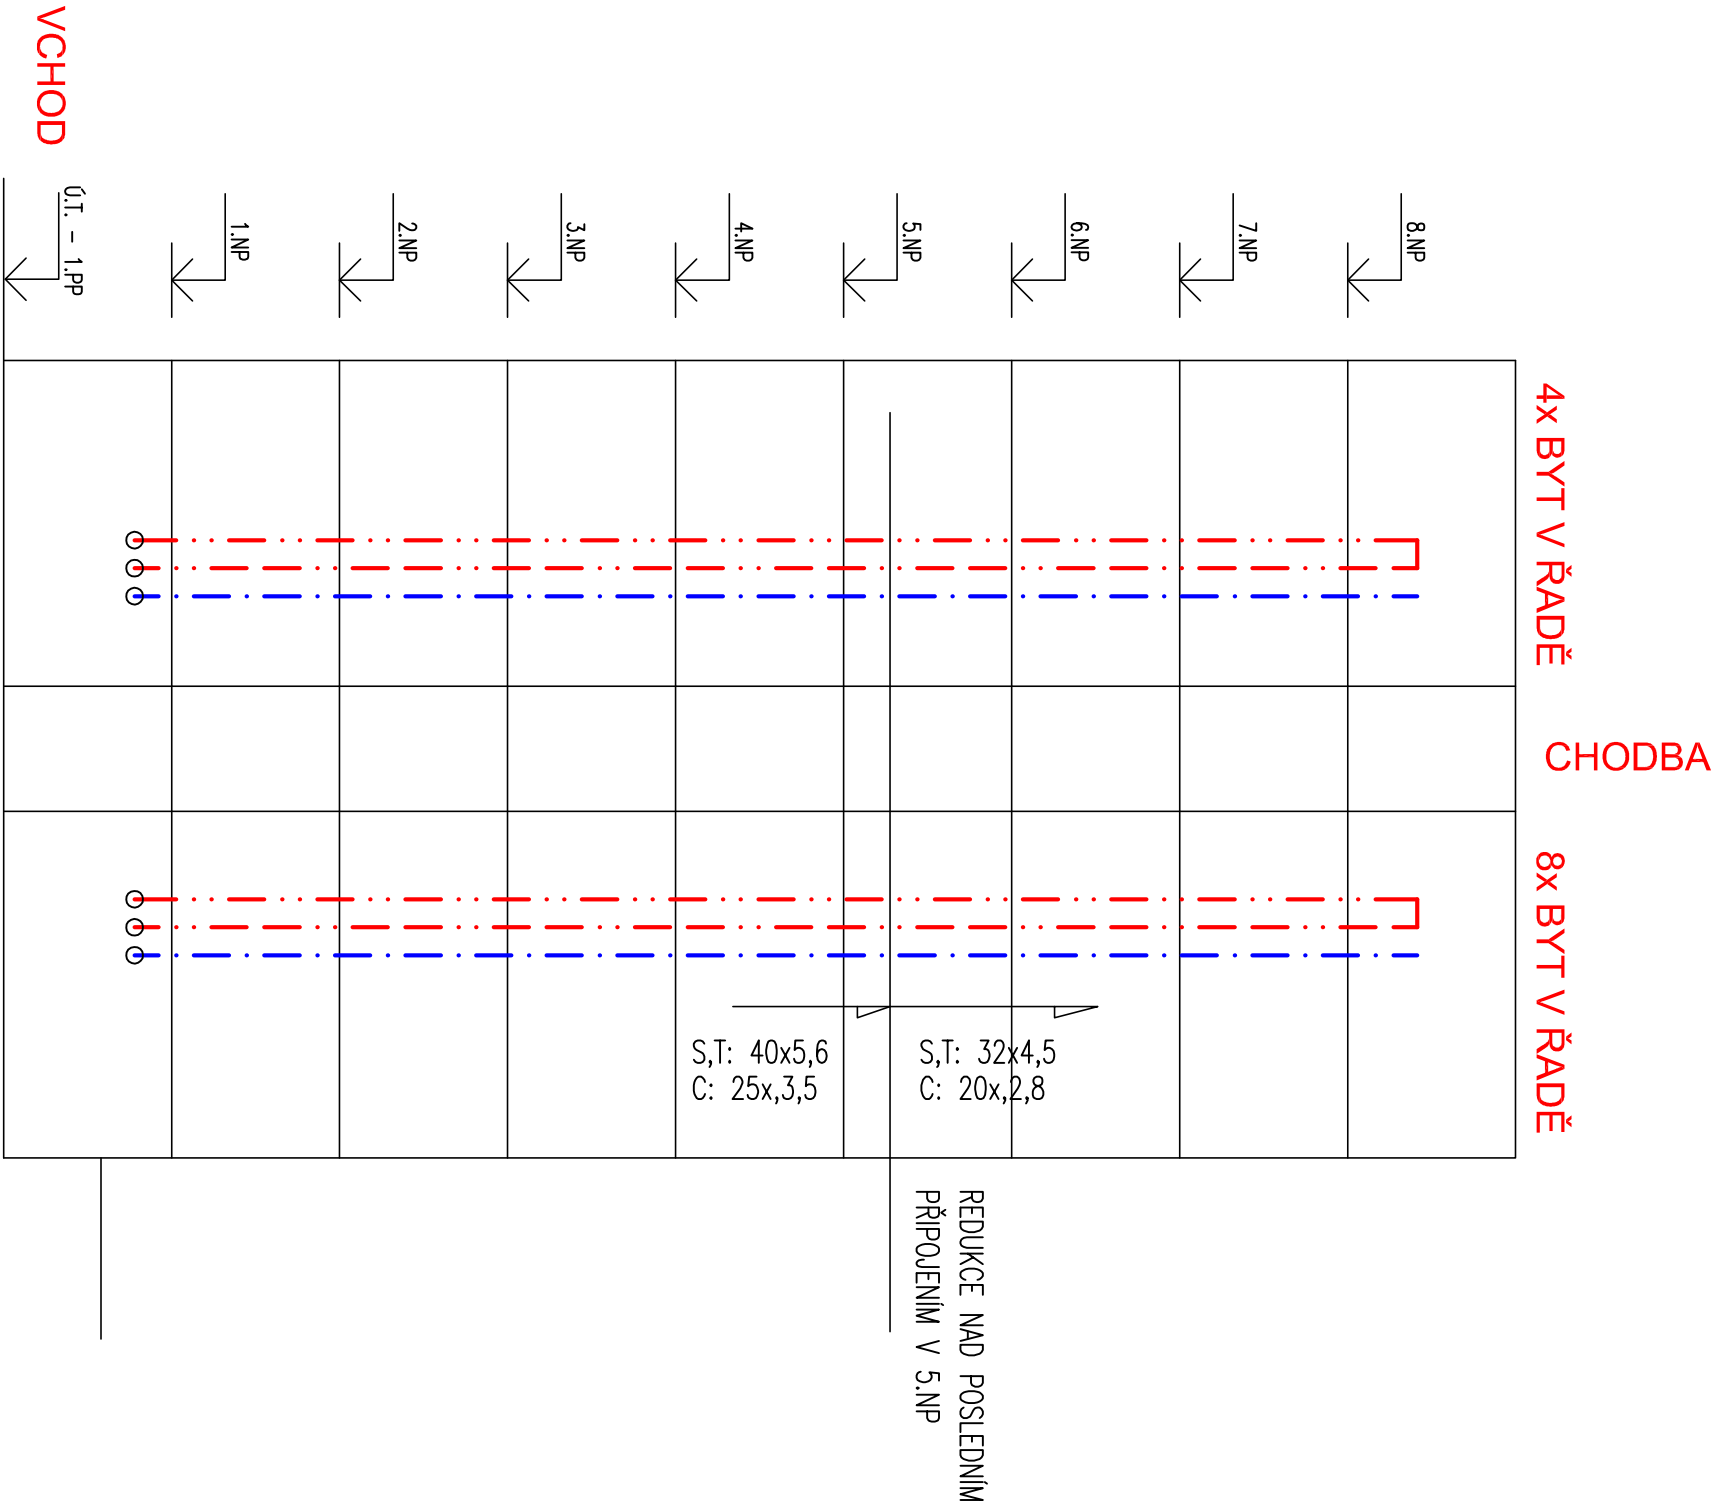 VCHOD
Ú.T. - 1.PP
1.NP
2.NP
3.NP
4.NP
5.NP
6.NP
7.NP
8.NP
4x BYT V ŘADĚ
CHODBA
8x BYT V ŘADĚ
S,T: 40x5,6
C: 25x,3,5
S,T: 32x4,5
C: 20x,2,8
REDUKCE NAD POSLEDNÍM
PŘIPOJENÍM V 5.NP